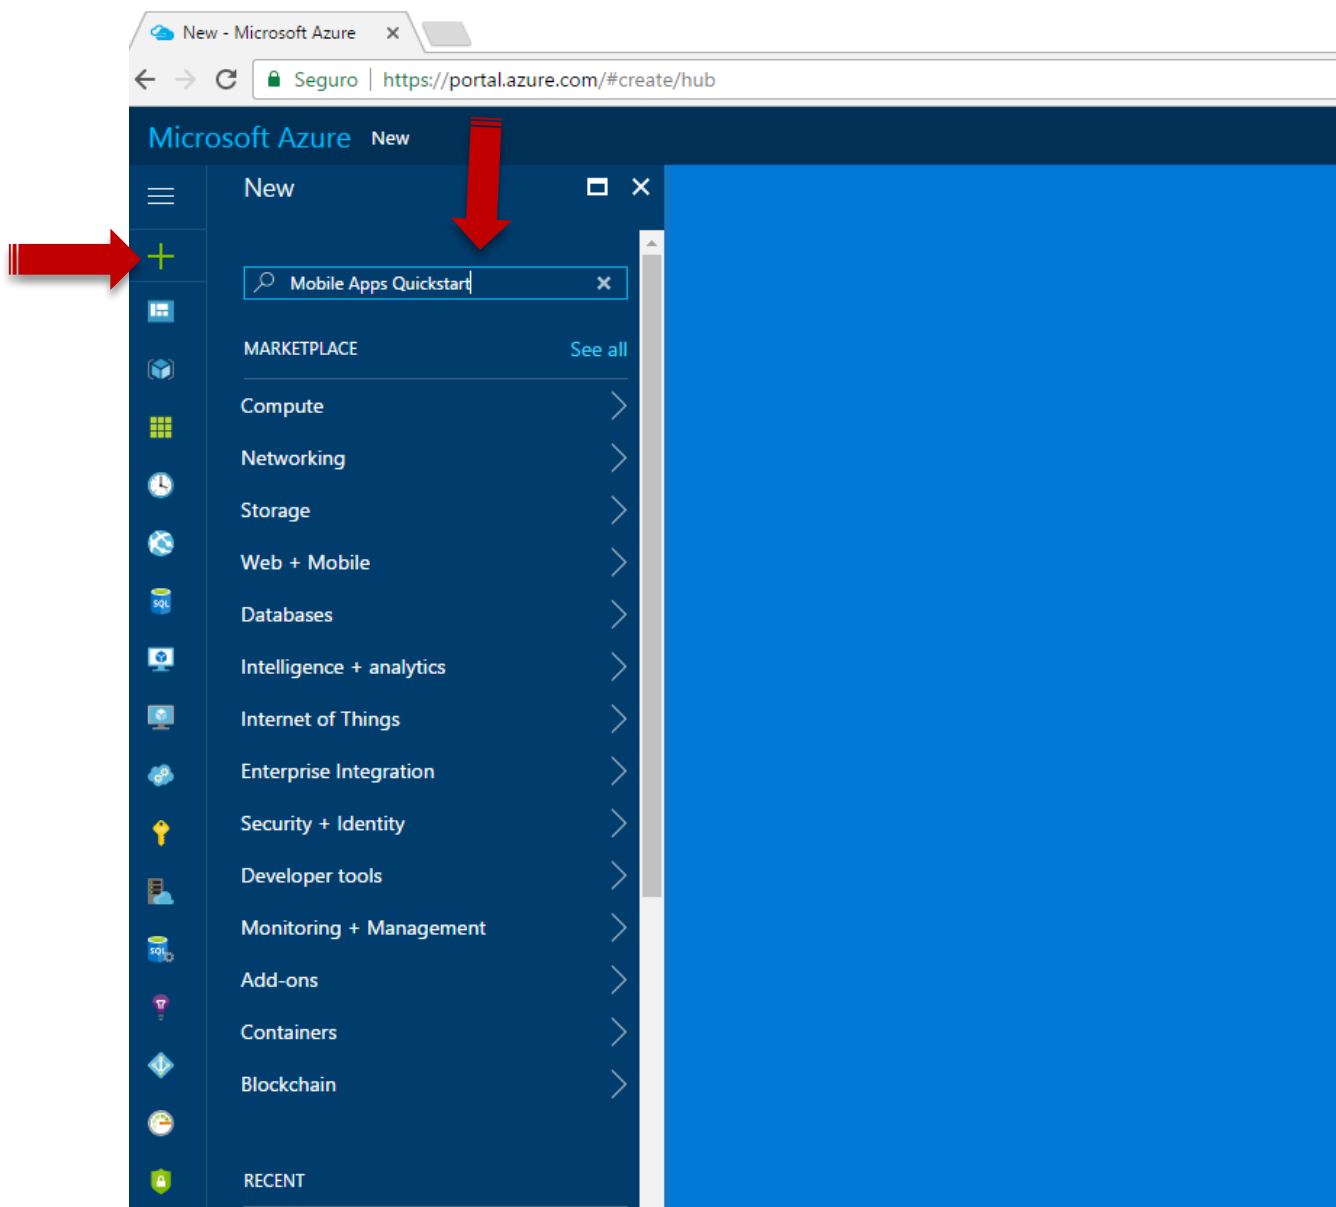 New - Microsoft Azure
Seguro | https://portal.azure.com/#create/hub
Microsoft Azure New
New
Mobile Apps Quickstart
MARKETPLACE See all
Compute
Networking
Storage
Web + Mobile
SQL
Databases
Intelligence + analytics
Internet of Things
Enterprise Integration
Security + Identity
Developer tools
Monitoring + Management
SQL
Add-ons
Containers
Blockchain
RECENT